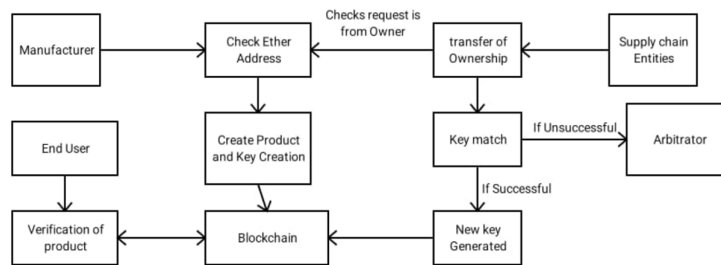 Checks request is
from Owner
Manufacturer
Check Ether
Address
transfer of
Ownership
Supply chain
Entities
End User
Create Product
and Key Creation
Key match
If Unsuccessful
Arbitrator
If Successful
Verification of
product
Blockchain
New key
Generated